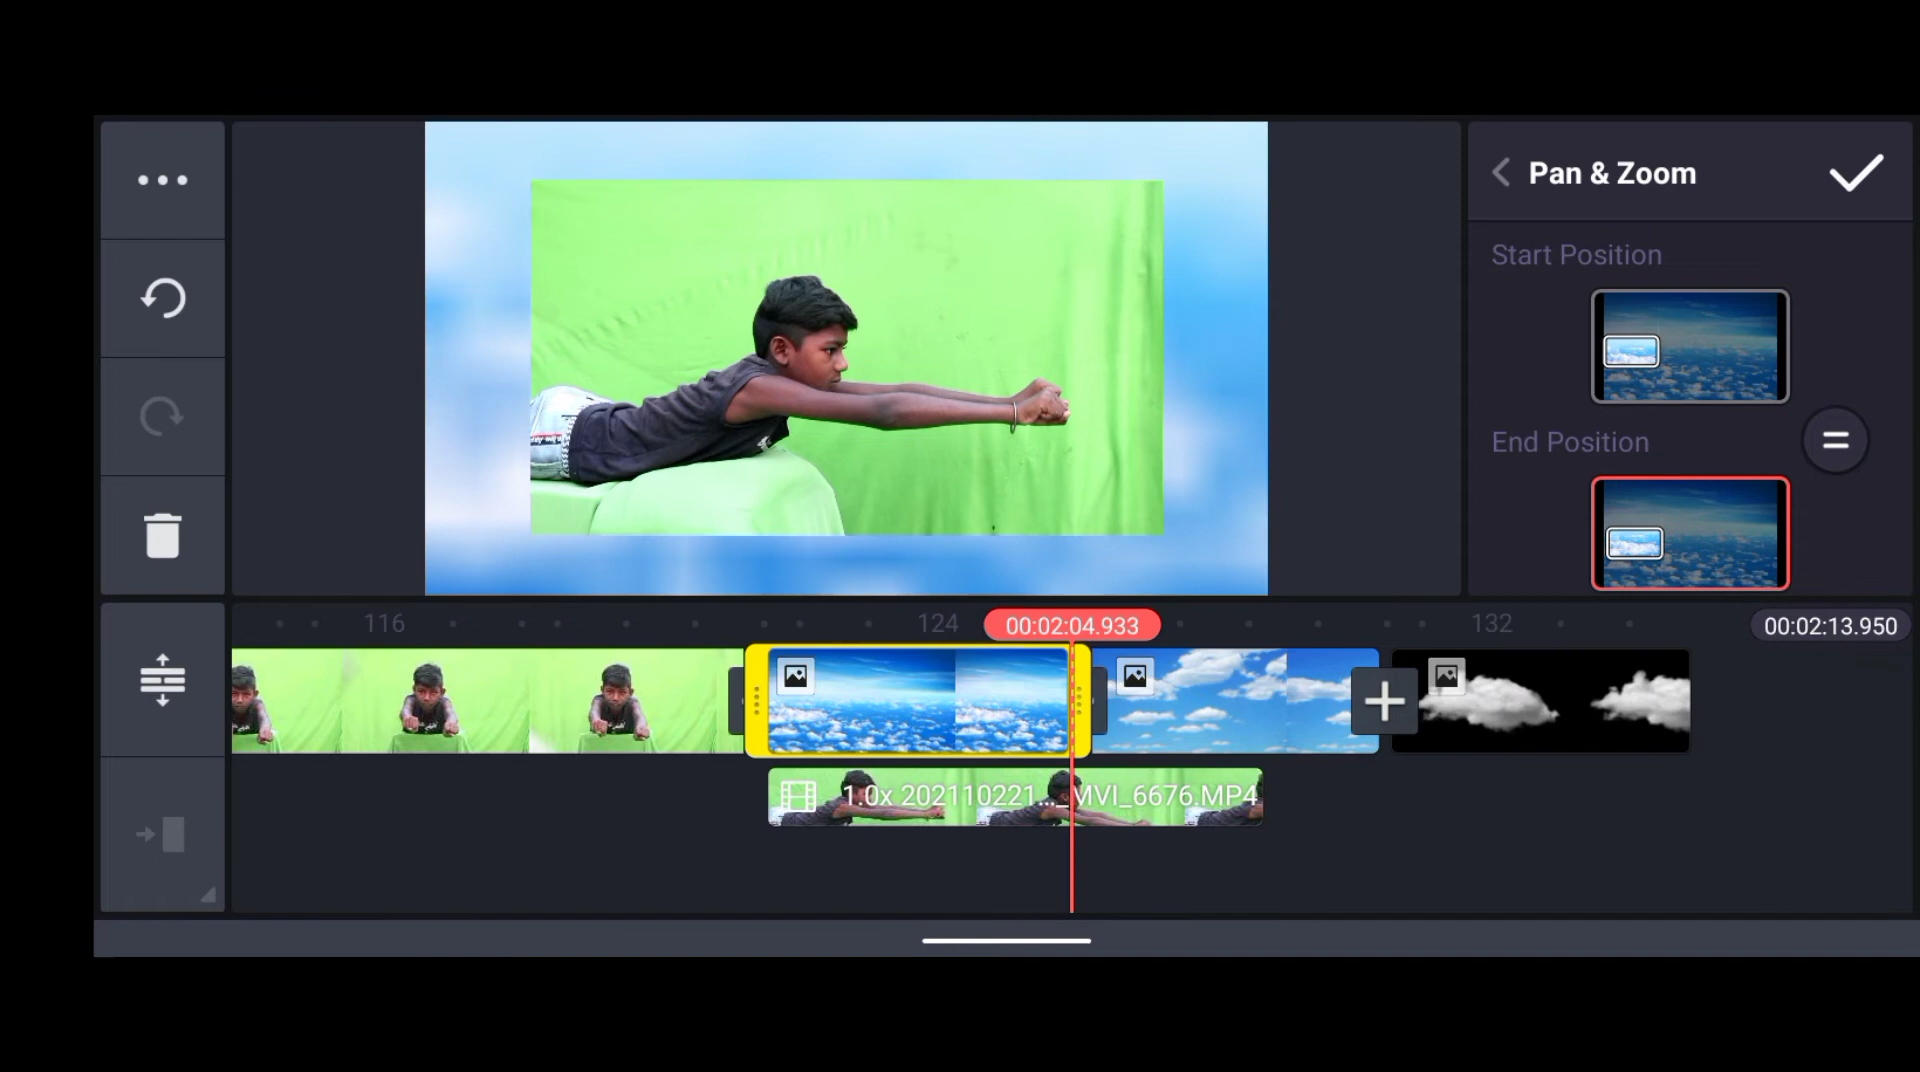 Pan & Zoom
Start Position
End Position
=
116
124
00:02:04.933
132
00:02:13.950
1.0x 202110221..._MVI_6676.MP4